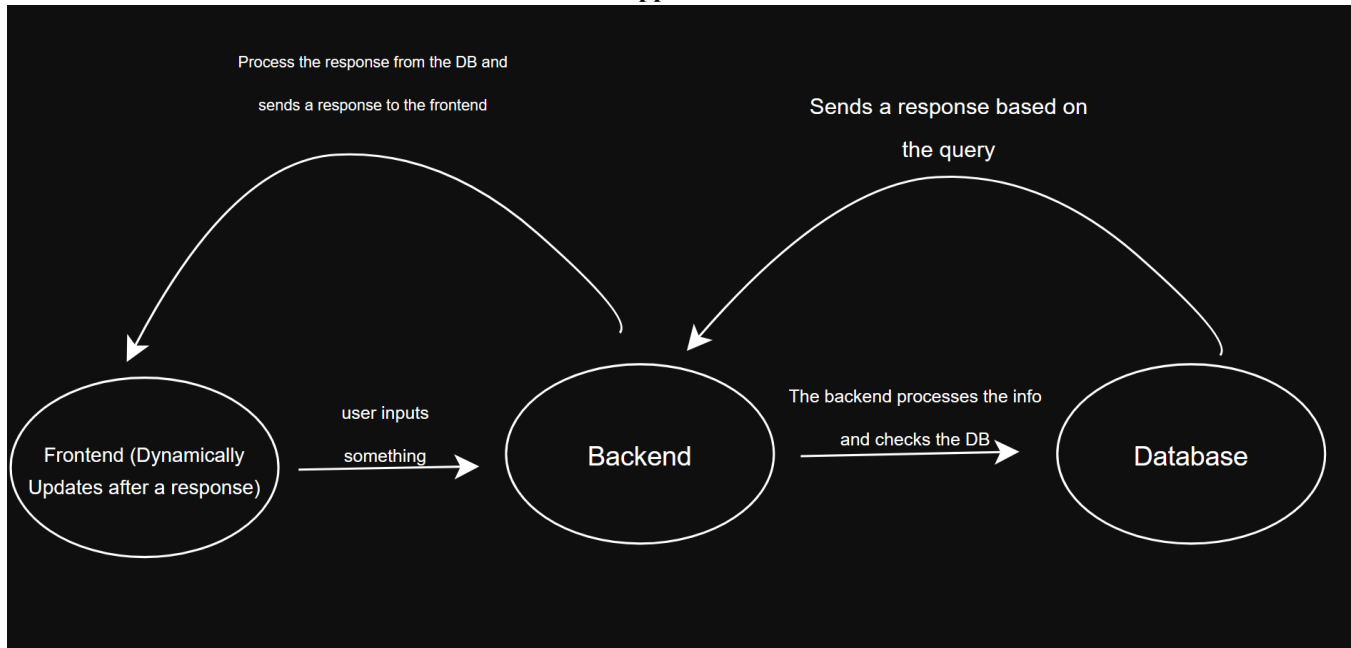 Process the response from the DB and
sends a response to the frontend
Sends a response based on
the query
user inputs
something
The backend processes the info
and checks the DB
Frontend (Dynamically
Updates after a response)
Backend
Database